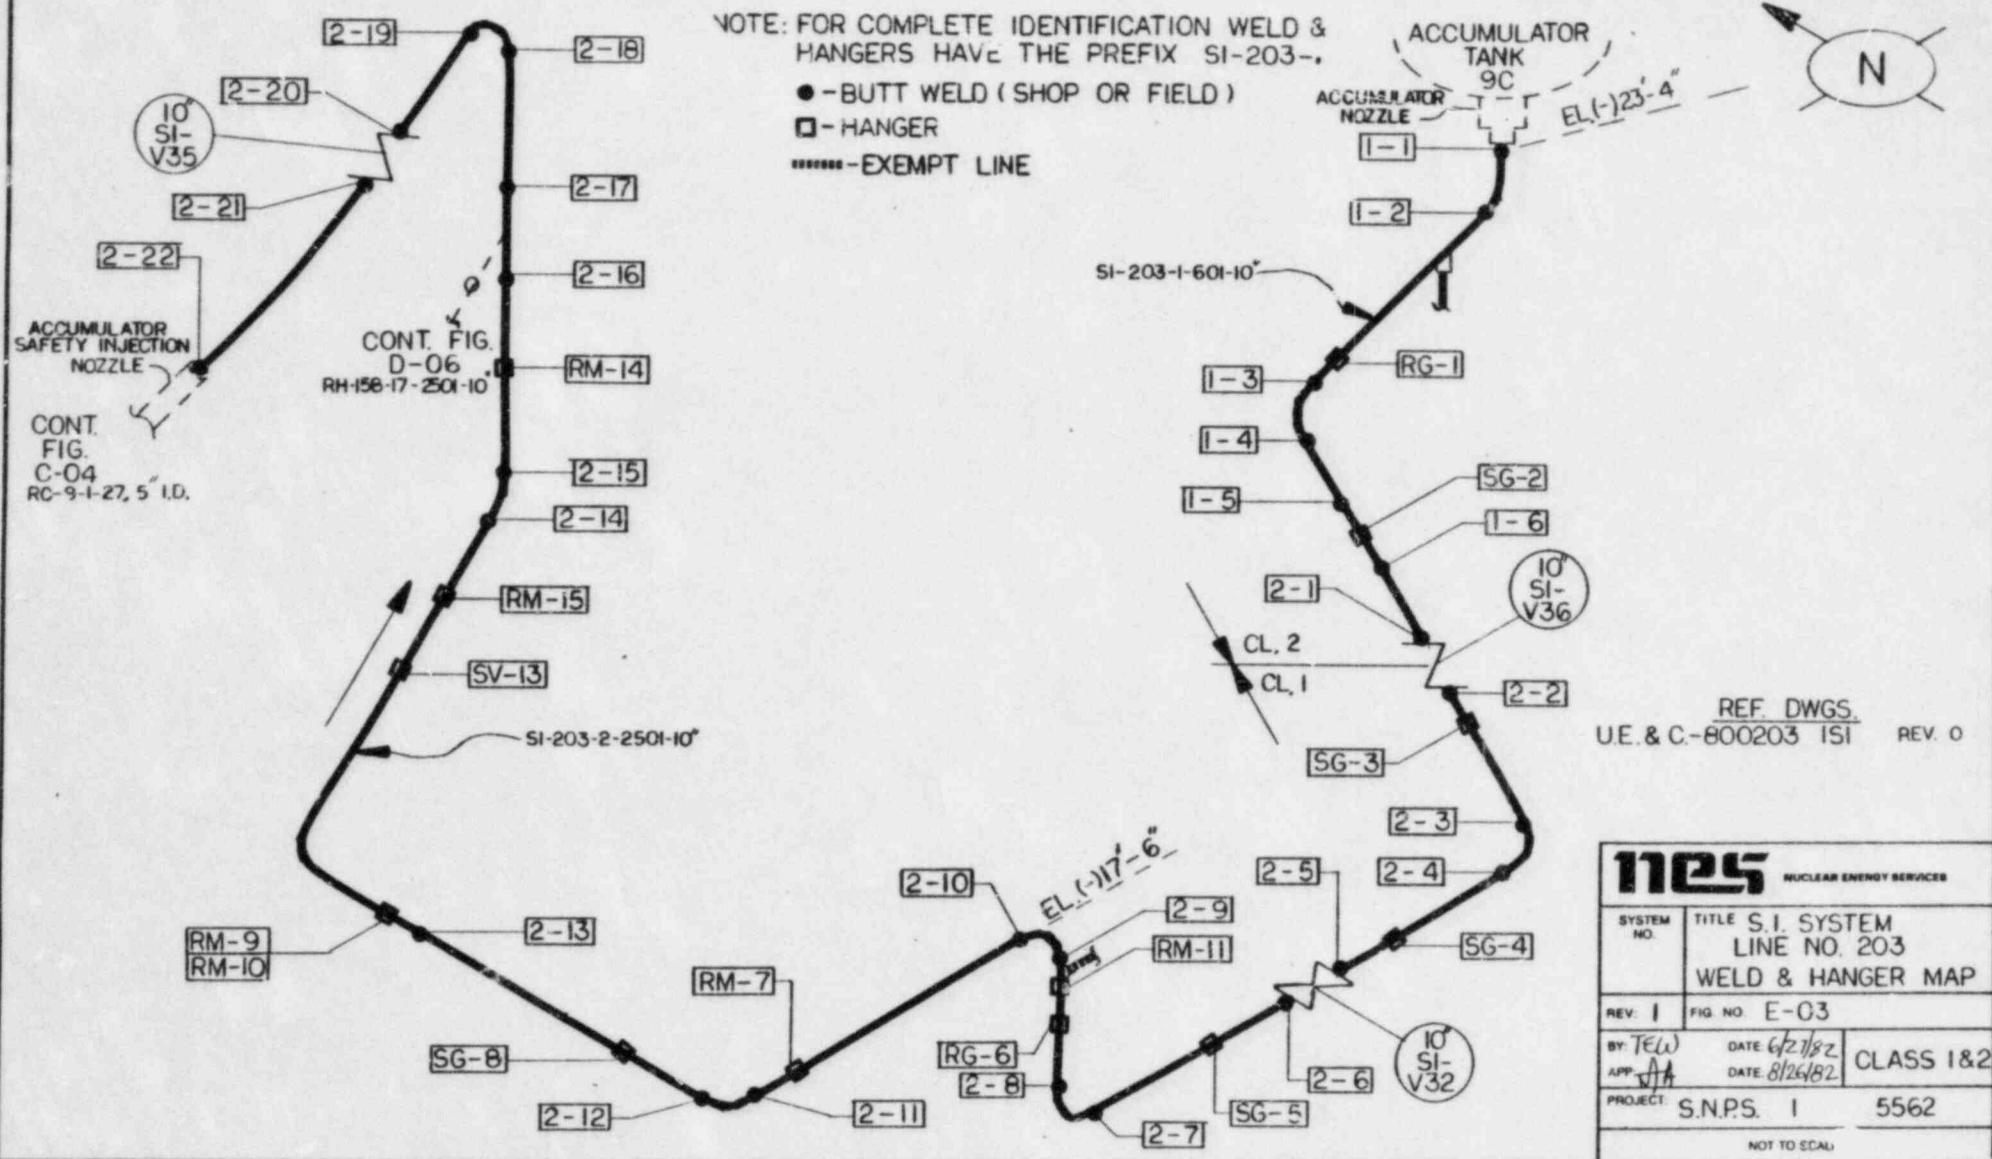 NOTE: FOR COMPLETE IDENTIFICATION WELD &
HANGERS HAVE THE PREFIX SI-203-.
●-BUTT WELD (SHOP OR FIELD)
□-HANGER
-EXEMPT LINE
ACCUMULATOR
TANK
9C
ACCUMULATOR
NOZZLE
EL,(-)23'-4"
N
2-19
2-18
2-20
10"
SI-
V35
2-21
2-17
2-22
2-16
ACCUMULATOR
SAFETY INJECTION
NOZZLE
CONT. FIG.
D-06
RH-158-17-2501-10"
RM-14
CONT.
FIG.
C-04
RC-9-1-27, 5" I.D.
2-15
2-14
RM-15
SV-13
SI-203-2-2501-10"
RM-9
RM-10
2-13
SG-8
2-12
2-11
RM-7
2-10
EL,(-)17'-6"
2-9
RM-11
RG-6
2-8
2-7
SG-5
2-6
10"
SI-
V32
2-5
SG-4
2-4
2-3
SG-3
2-2
CL, 2
CL, 1
2-1
10"
SI-
V36
1-6
SG-2
1-5
1-4
1-3
RG-1
SI-203-1-601-10"
1-2
1-1
REF. DWGS.
U.E.& C.-800203 ISI REV. 0
nes NUCLEAR ENERGY SERVICES
SYSTEM
NO.
TITLE S.I. SYSTEM
LINE NO. 203
WELD & HANGER MAP
REV: 1 FIG. NO. E-03
BY: TEW DATE 6/27/82
APP. DATE 8/26/82
CLASS 1&2
PROJECT: S.N.P.S. 1 5562
NOT TO SCALE